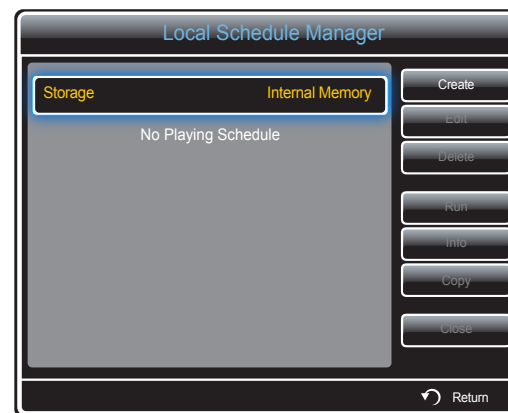 Local Schedule Manager
Storage Internal Memory
No Playing Schedule
Create
Edit
Delete
Run
Info
Copy
Close
Return